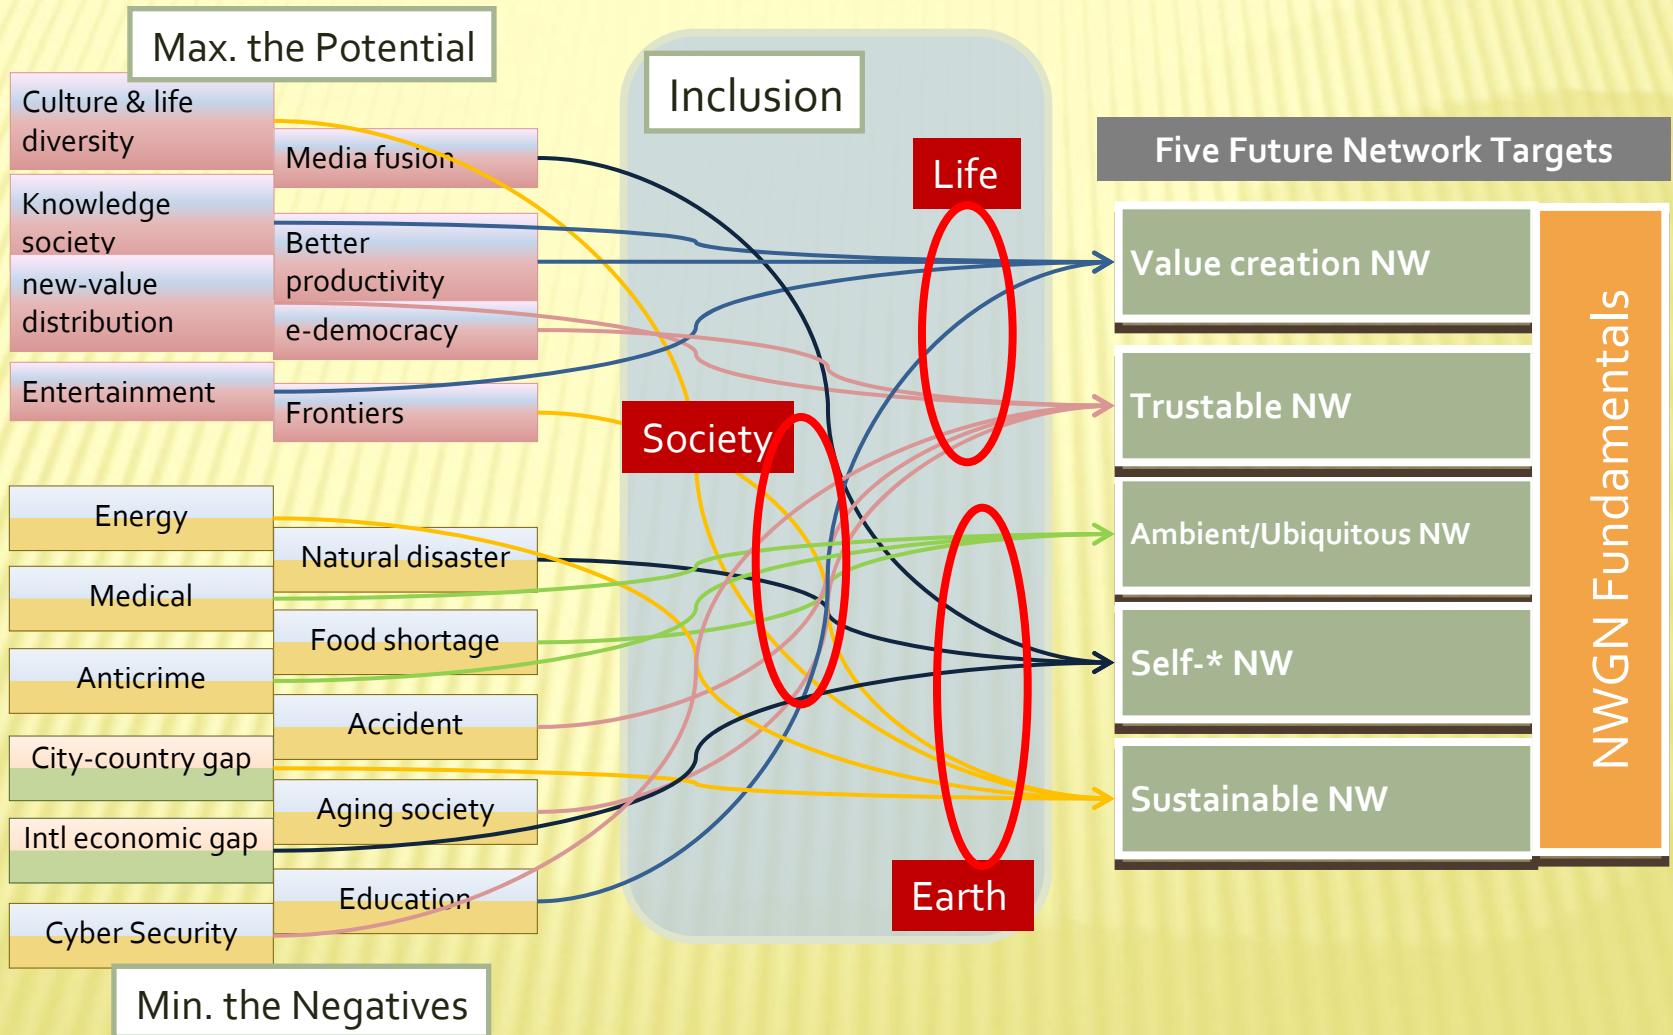 Max. the Potential
Culture & life
diversity
Media fusion
Knowledge
society
Better
productivity
new-value
distribution
e-democracy
Entertainment
Frontiers
Energy
Natural disaster
Medical
Food shortage
Anticrime
Accident
City-country gap
Aging society
Intl economic gap
Education
Cyber Security
Min. the Negatives
Inclusion
Life
Society
Earth
Five Future Network Targets
Value creation NW
Trustable NW
Ambient/Ubiquitous NW
Self-* NW
Sustainable NW
NWGN Fundamentals